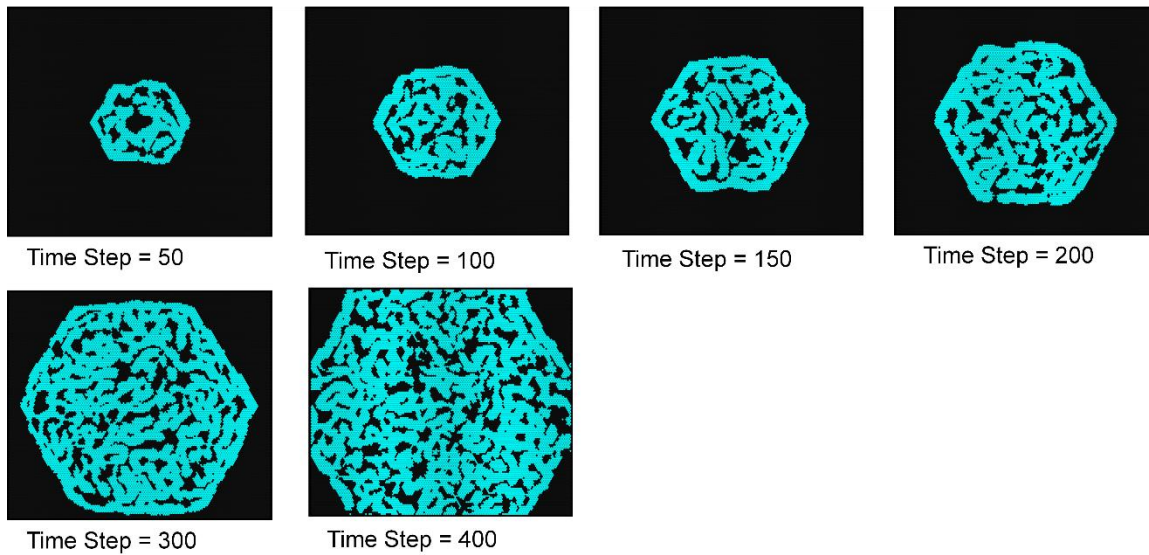 Time Step = 50
Time Step = 100
Time Step = 150
Time Step = 200
Time Step = 300
Time Step = 400